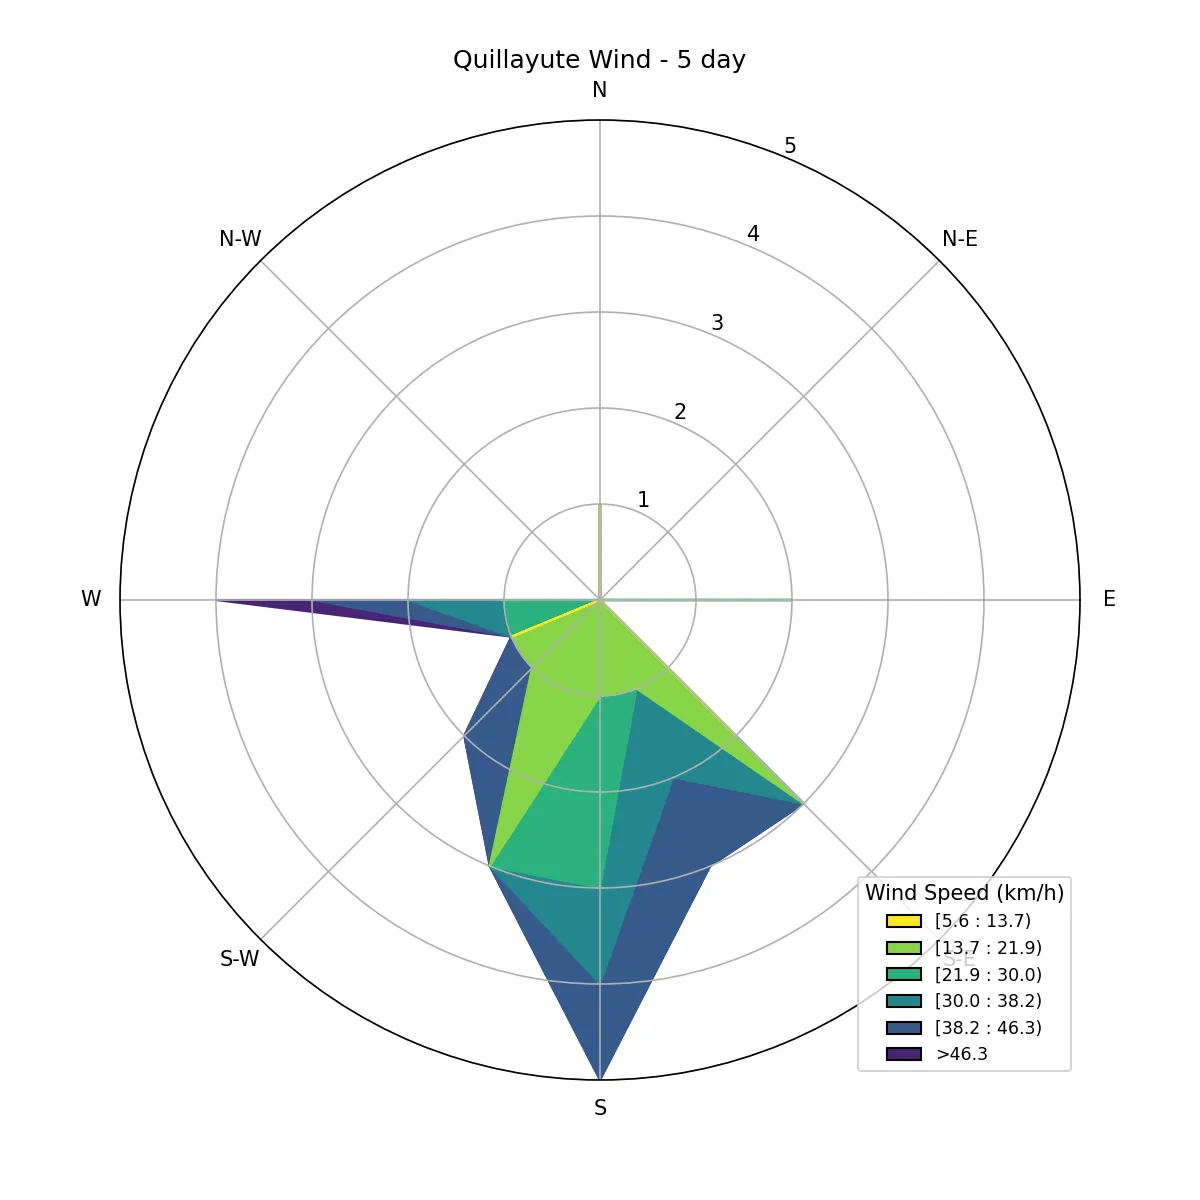 Quillayute Wind - 5 day
N
5
N-W
4
N-E
3
2
1
W
E
Wind Speed (km/h)
[5.6 : 13.7)
[13.7 : 21.9)
S-W
S-E
[21.9 : 30.0)
[30.0 : 38.2)
[38.2 : 46.3)
>46.3
S